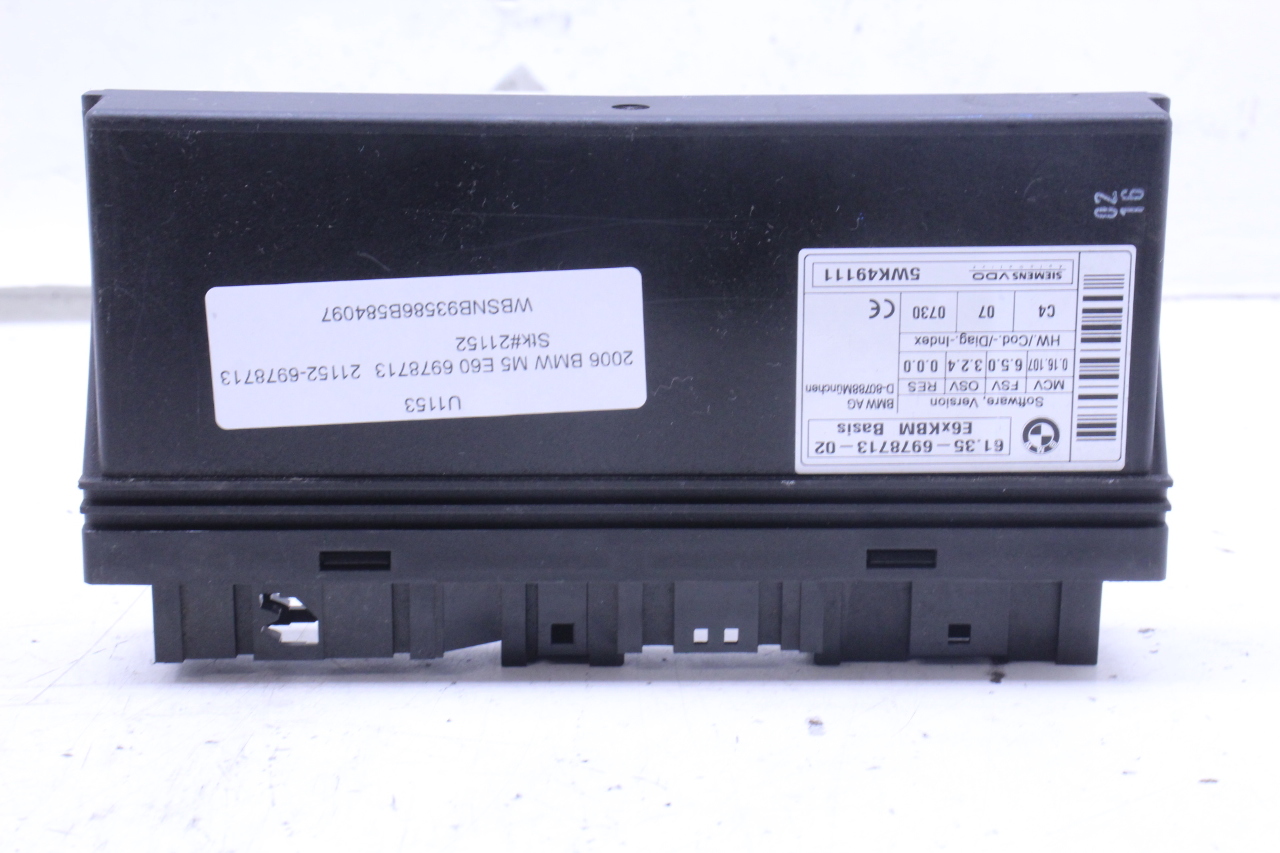 61.35-6978713-02
E6xKBM Basis
Software, Version
MCV FSV OSV RES
0.16.107 6.5.0 3.2.4 0.0.0
BMW AG
D-80788München
HW./Cod.-/Diag.-Index
C4 07 0730
CE
SIEMENS VDO
5WK49111
U1153
2006 BMW M5 E60 6978713 21152-6978713
Stk#21152
WBSNB93586B584097
02
16